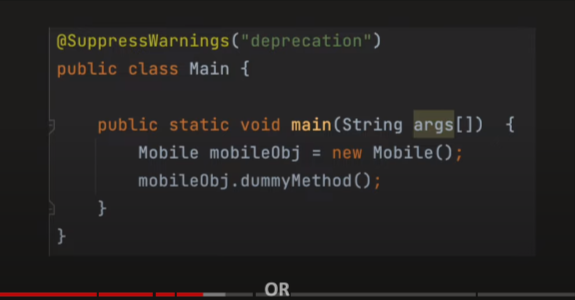 @SuppressWarnings("deprecation")
public class Main {
public static void main(String args[]) {
Mobile mobileObj = new Mobile();
mobileObj.dummyMethod();
}
}
OR